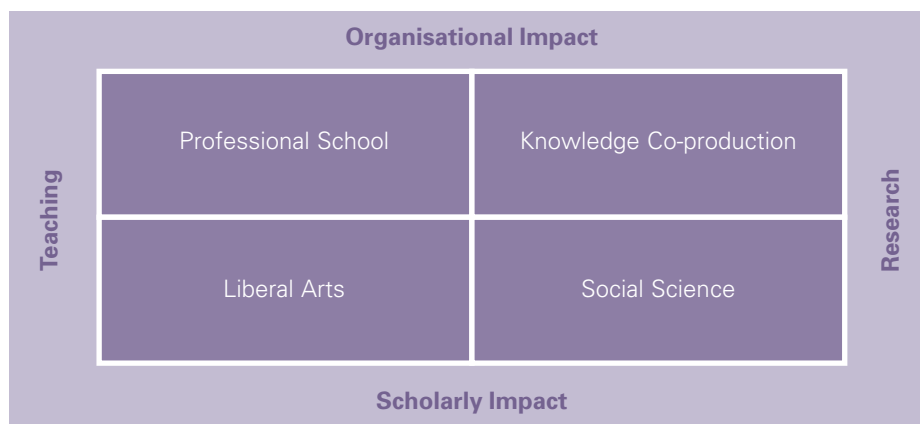 Organisational Impact
Professional School
Knowledge Co-production
Teaching
Research
Liberal Arts
Social Science
Scholarly Impact